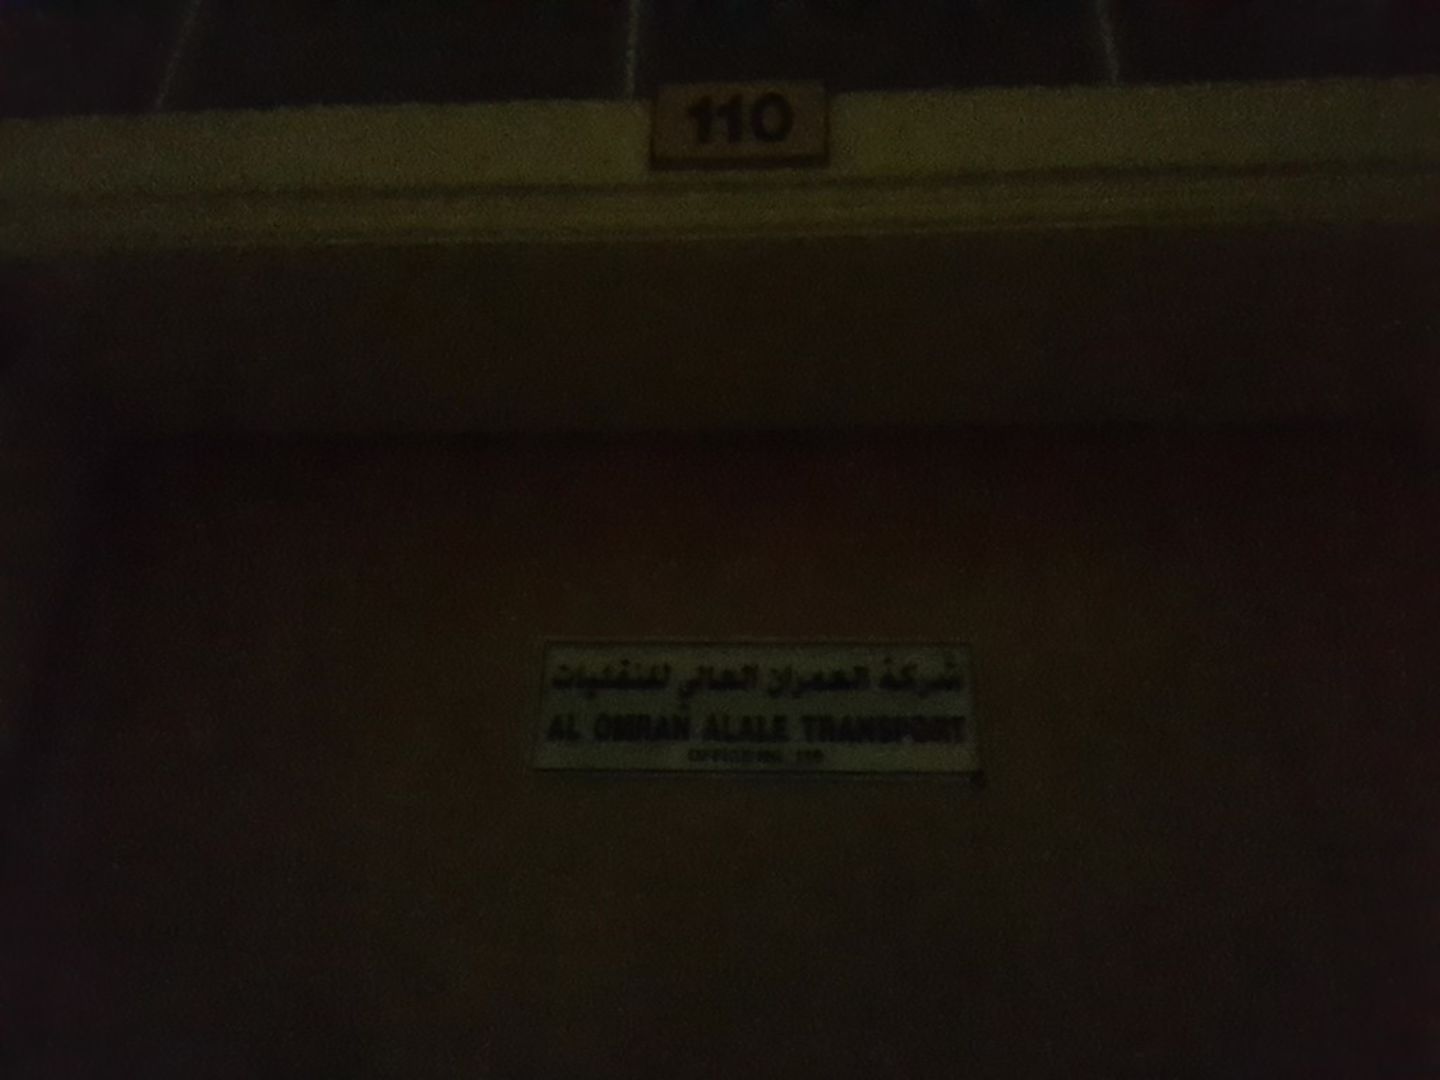 110
شركة العمران العالي للنقليات
AL OMRAN ALALE TRANSPORT